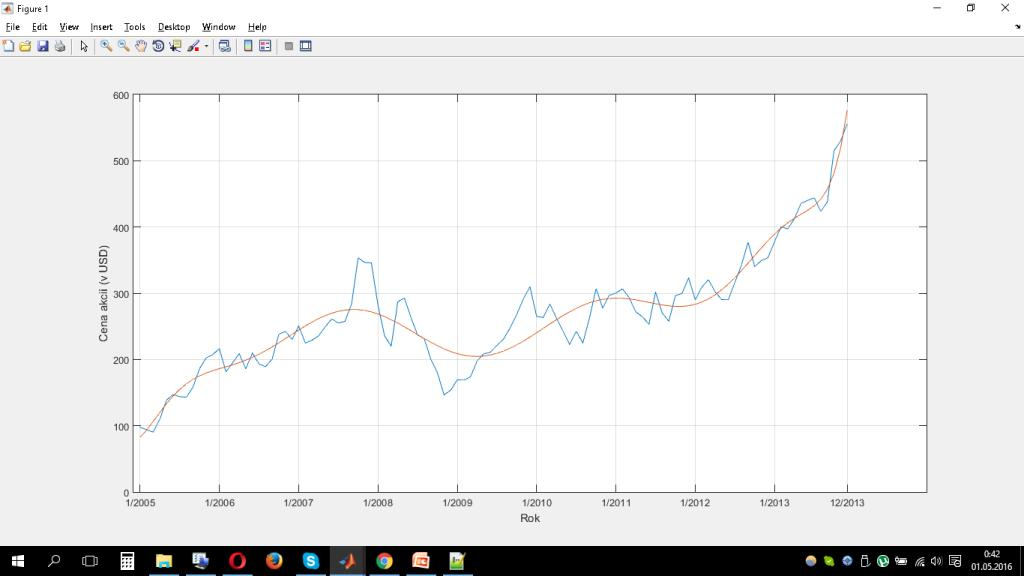 Figure 1
File Edit View Insert Tools Desktop Window Help
600
500
400
300
200
100
0
Cena akcii (v USD)
1/2005 1/2006 1/2007 1/2008 1/2009 1/2010 1/2011 1/2012 1/2013 12/2013
Rok
0:42
01.05.2016